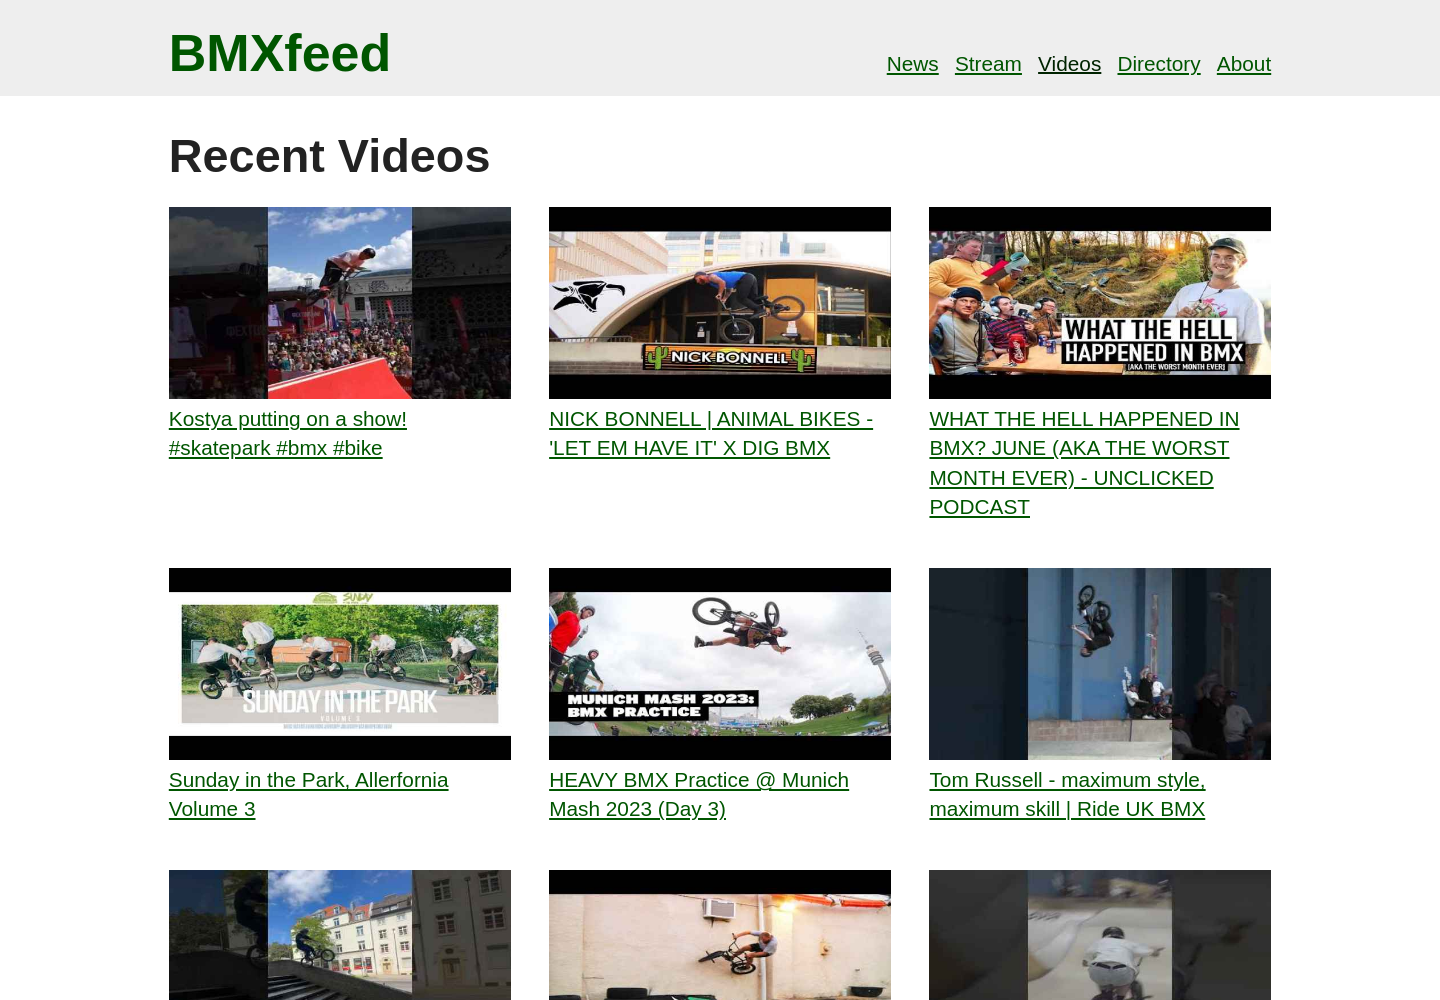 BMXfeed
News Stream Videos Directory About
Recent Videos
NICK BONNELL
WHAT THE HELL
HAPPENED IN BMX
[AKA THE WORST MONTH EVER]
Kostya putting on a show!
#skatepark #bmx #bike
NICK BONNELL | ANIMAL BIKES -
'LET EM HAVE IT' X DIG BMX
WHAT THE HELL HAPPENED IN
BMX? JUNE (AKA THE WORST
MONTH EVER) - UNCLICKED
PODCAST
SUNDAY
SUNDAY IN THE PARK
VOLUME 3
MUNICH MASH 2023:
BMX PRACTICE
Sunday in the Park, Allerfornia
Volume 3
HEAVY BMX Practice @ Munich
Mash 2023 (Day 3)
Tom Russell - maximum style,
maximum skill | Ride UK BMX